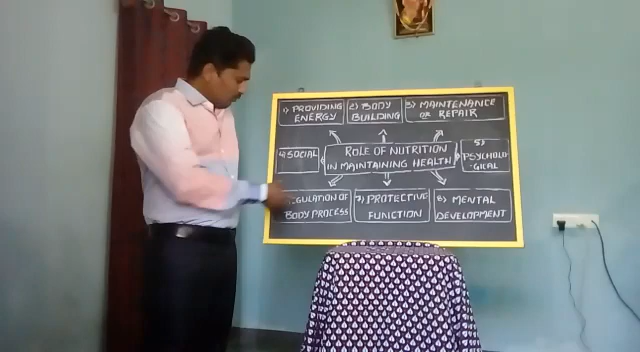 1) PROVIDING
ENERGY
2) BODY
BUILDING
3) MAINTENANCE
OR REPAIR
4) SOCIAL
ROLE OF NUTRITION
IN MAINTAINING HEALTH
5)
PSYCHOLO-
GICAL
REGULATION OF
BODY PROCESS
7) PROTECTIVE
FUNCTION
8) MENTAL
DEVELOPMENT